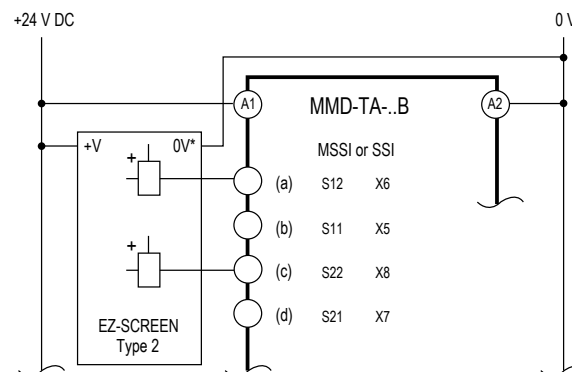 +24 V DC
0 V
A1
MMD-TA-..B
A2
+V
0V*
MSSI or SSI
+
(a) S12 X6
(b) S11 X5
+
(c) S22 X8
(d) S21 X7
EZ-SCREEN
Type 2